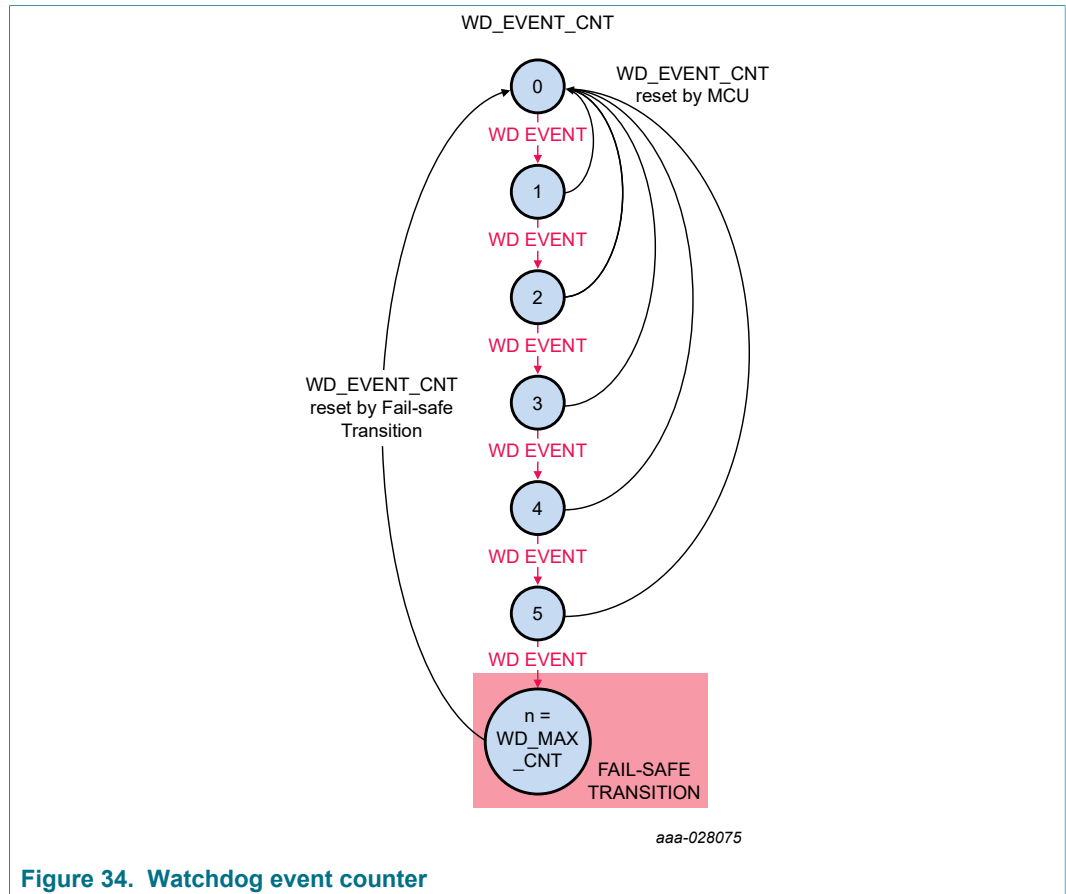 WD_EVENT_CNT
0
WD_EVENT_CNT
reset by MCU
WD EVENT
1
WD EVENT
2
WD EVENT
3
WD_EVENT_CNT
reset by Fail-safe
Transition
WD EVENT
4
WD EVENT
5
WD EVENT
n =
WD_MAX
_CNT
FAIL-SAFE
TRANSITION
aaa-028075
Figure 34. Watchdog event counter